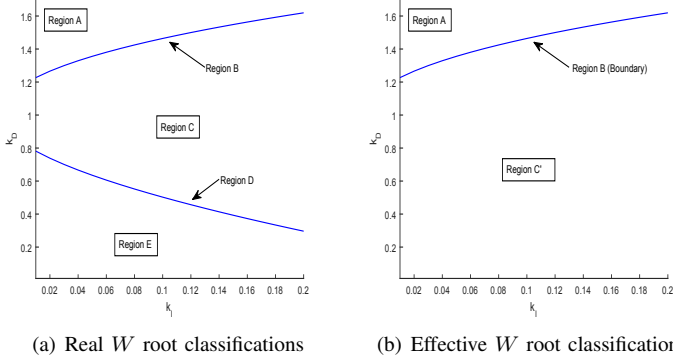 1.6
1.4
1.2
1
0.8
0.6
0.4
0.2
k_D
Region A
Region B
Region C
Region D
Region E
0.02 0.04 0.06 0.08 0.1 0.12 0.14 0.16 0.18 0.2
k_I
(a) Real W root classifications
1.6
1.4
1.2
1
0.8
0.6
0.4
0.2
k_D
Region A
Region B (Boundary)
Region C'
0.02 0.04 0.06 0.08 0.1 0.12 0.14 0.16 0.18 0.2
k_I
(b) Effective W root classification